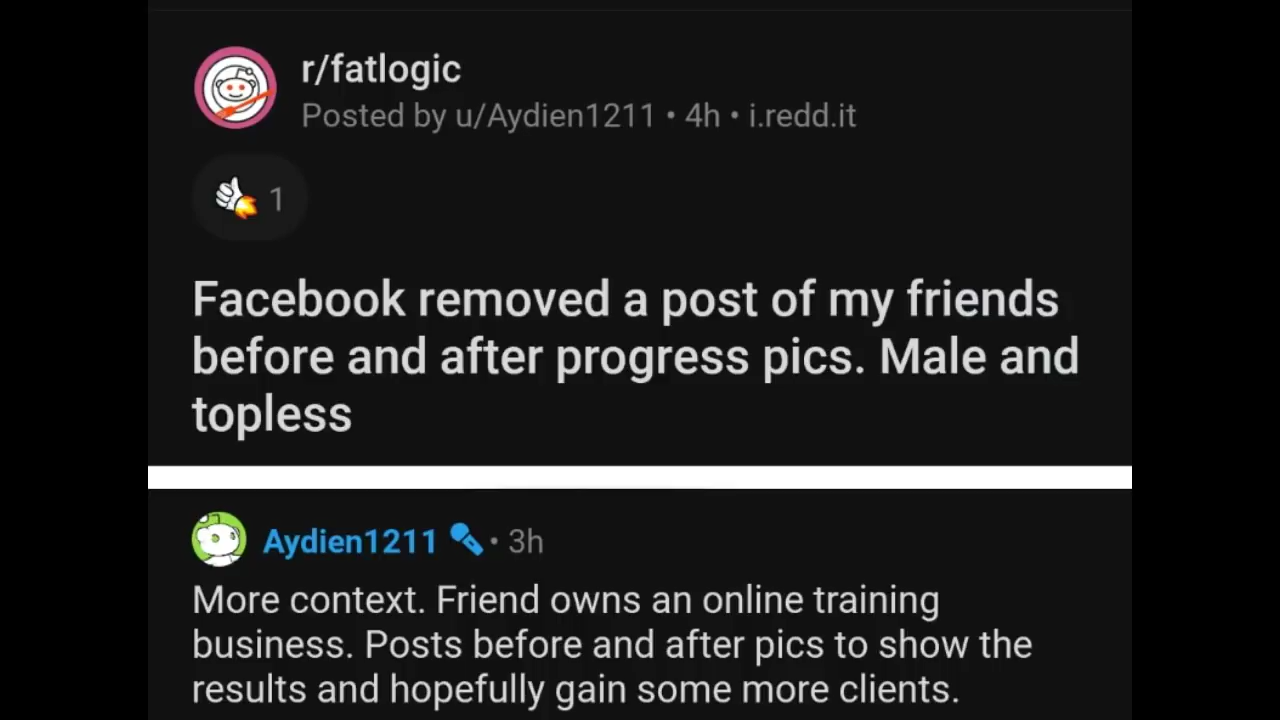 r/fatlogic
Posted by u/Aydien1211 • 4h • i.redd.it
1
Facebook removed a post of my friends
before and after progress pics. Male and
topless
Aydien1211 • 3h
More context. Friend owns an online training
business. Posts before and after pics to show the
results and hopefully gain some more clients.